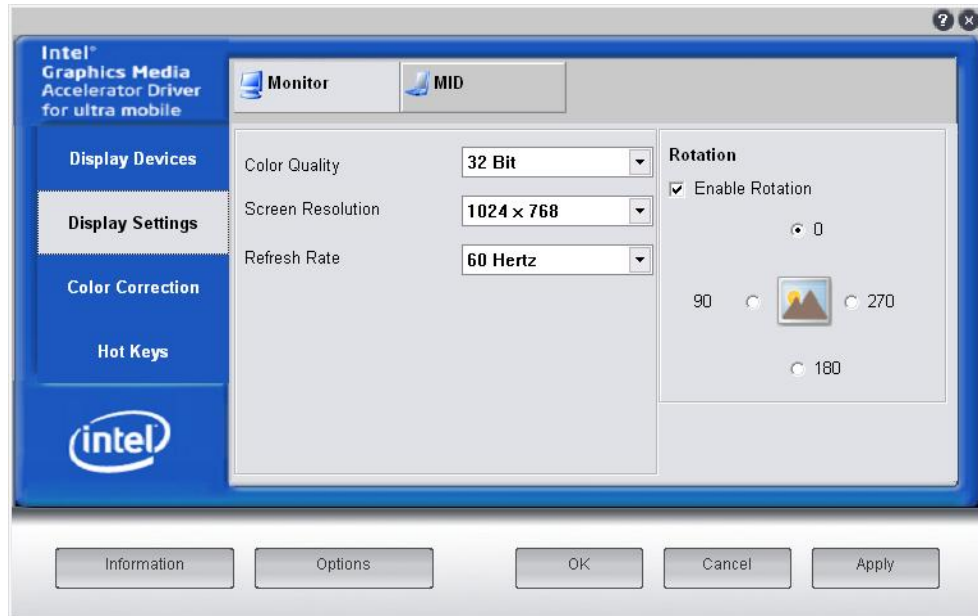 Intel®
Graphics Media
Accelerator Driver
for ultra mobile
Monitor
MID
Display Devices
Display Settings
Color Correction
Hot Keys
intel
Color Quality
32 Bit
Screen Resolution
1024 x 768
Refresh Rate
60 Hertz
Rotation
Enable Rotation
0
90
270
180
Information
Options
OK
Cancel
Apply